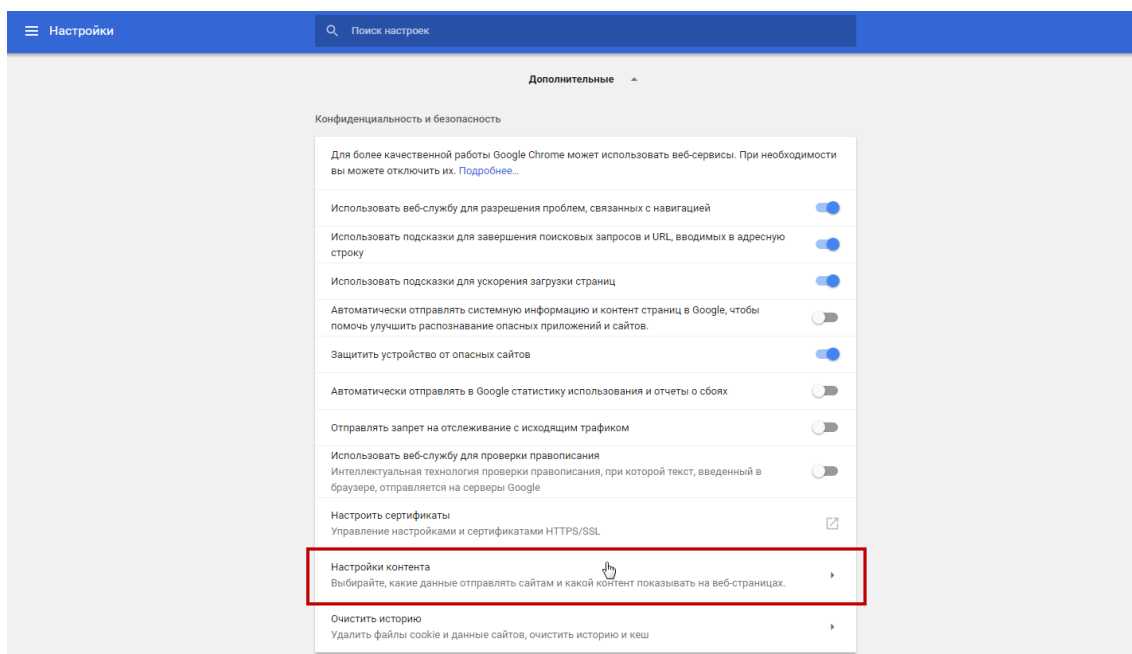 Настройки
Поиск настроек
Дополнительные
Конфиденциальность и безопасность
Для более качественной работы Google Chrome может использовать веб-сервисы. При необходимости
вы можете отключить их. Подробнее…
Использовать веб-службу для разрешения проблем, связанных с навигацией
Использовать подсказки для завершения поисковых запросов и URL, вводимых в адресную
строку
Использовать подсказки для ускорения загрузки страниц
Автоматически отправлять системную информацию и контент страниц в Google, чтобы
помочь улучшить распознавание опасных приложений и сайтов.
Защитить устройство от опасных сайтов
Автоматически отправлять в Google статистику использования и отчеты о сбоях
Отправлять запрет на отслеживание с исходящим трафиком
Использовать веб-службу для проверки правописания
Интеллектуальная технология проверки правописания, при которой текст, введенный в
браузере, отправляется на серверы Google
Настроить сертификаты
Управление настройками и сертификатами HTTPS/SSL
Настройки контента
Выбирайте, какие данные отправлять сайтам и какой контент показывать на веб-страницах.
Очистить историю
Удалить файлы cookie и данные сайтов, очистить историю и кеш